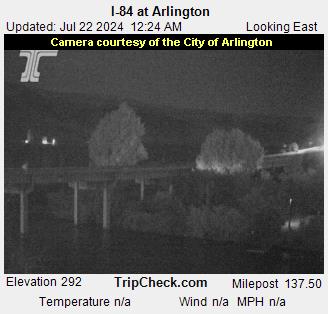 I-84 at Arlington
Updated: Jul 22 2024 12:24 AM Looking East
Camera courtesy of the City of Arlington
Elevation 292 TripCheck.com Milepost 137.50
Temperature n/a Wind n/a MPH n/a